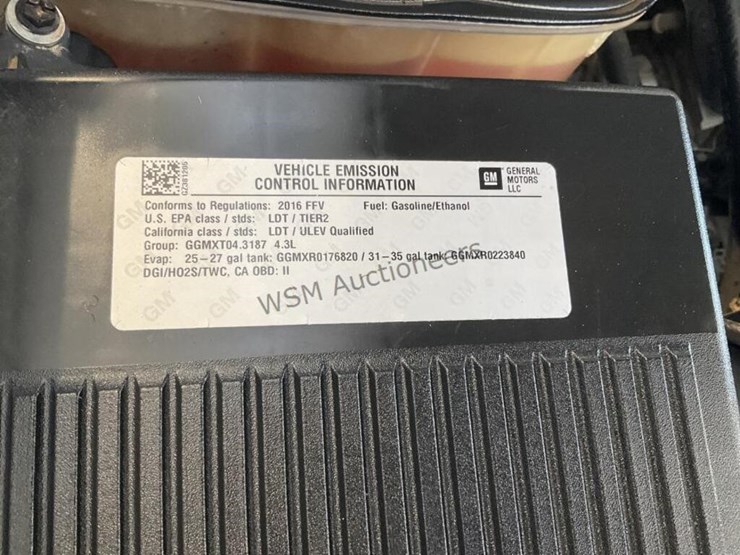 VEHICLE EMISSION
CONTROL INFORMATION
GM GENERAL MOTORS LLC
Conforms to Regulations: 2016 FFV Fuel: Gasoline/Ethanol
U.S. EPA class / stds: LDT / TIER2
California class / stds: LDT / ULEV Qualified
Group: GGMXT04.3187 4.3L
Evap: 25-27 gal tank: GGMXR0176820 / 31-35 gal tank: GGMXR0223840
DGI/HO2S/TWC, CA OBD: II
WSM Auctioneers